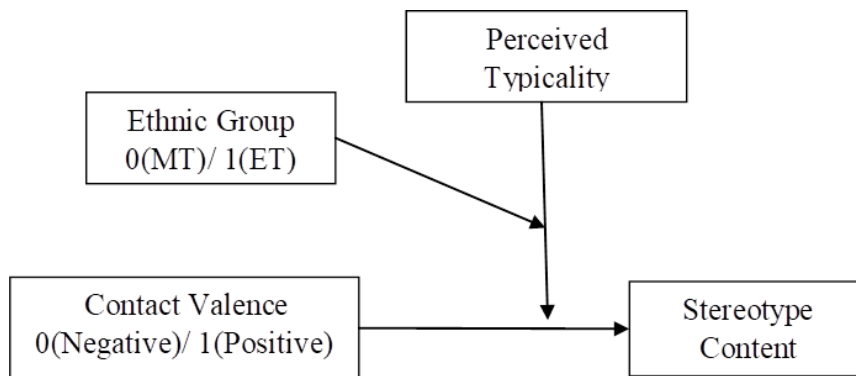 Perceived
Typicality
Ethnic Group
0(MT)/ 1(ET)
Contact Valence
0(Negative)/ 1(Positive)
Stereotype
Content